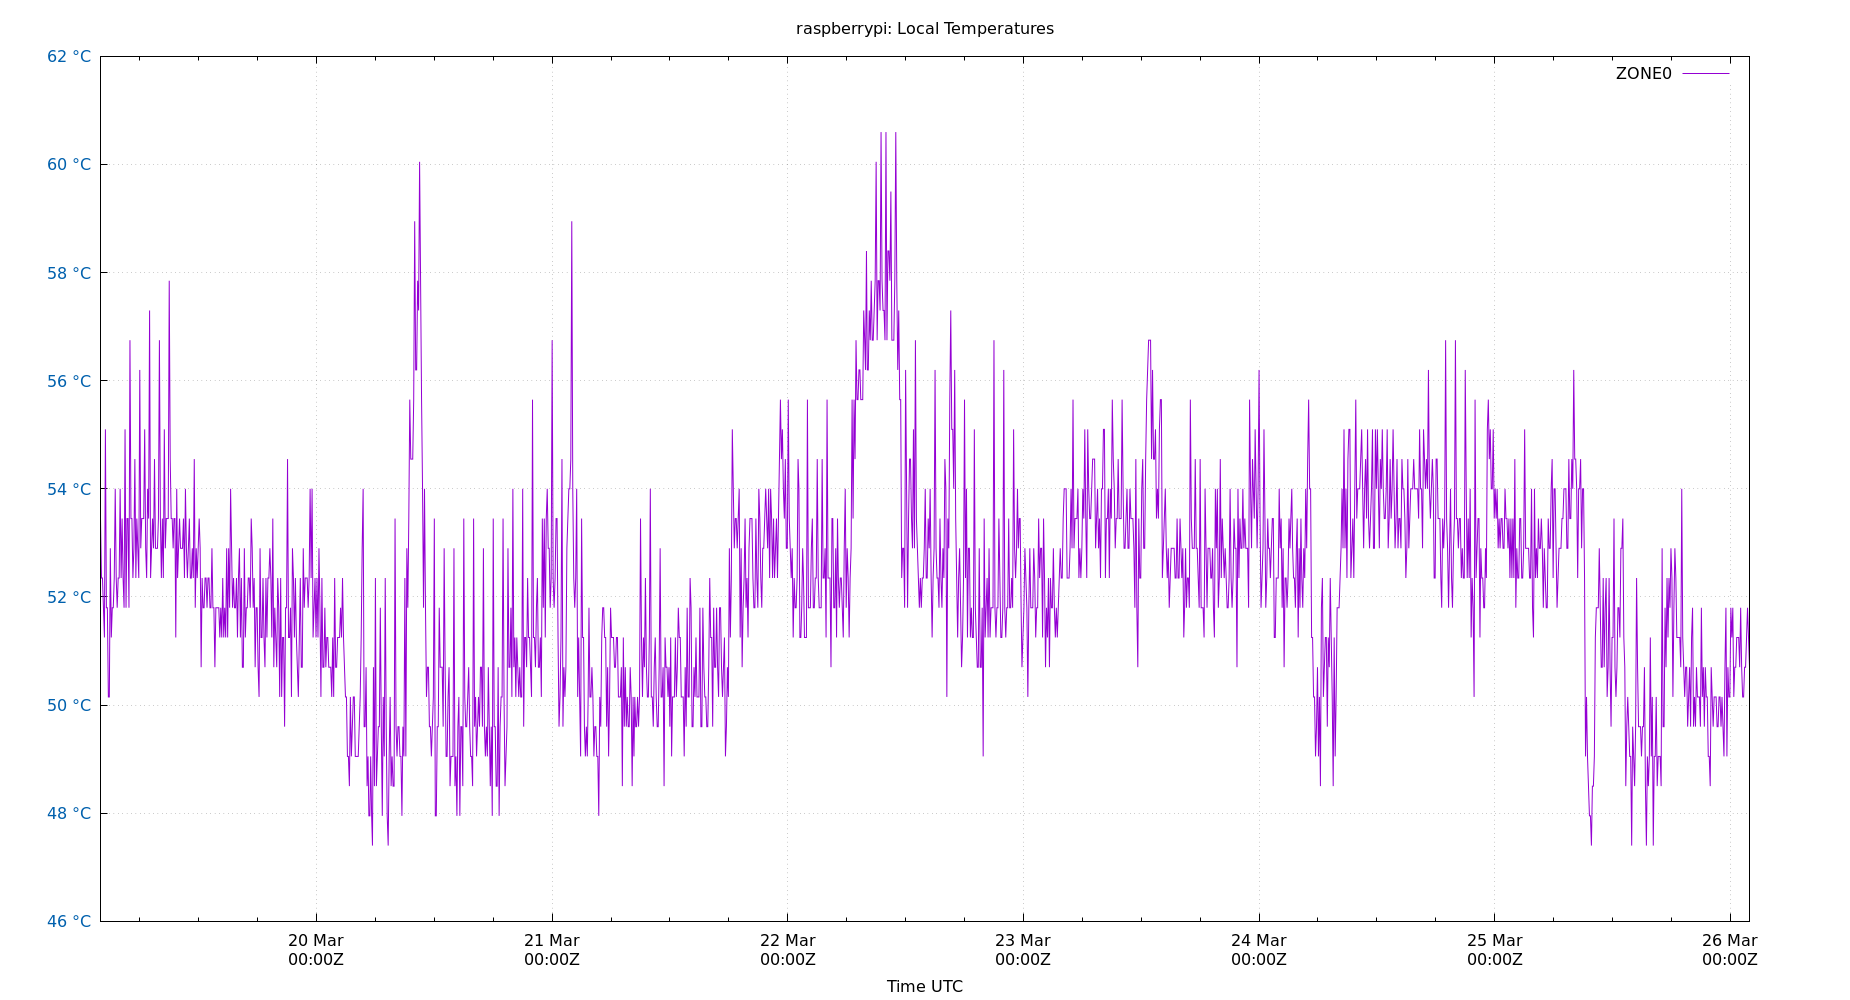 raspberrypi: Local Temperatures
62 °C
ZONE0
60 °C
58 °C
56 °C
54 °C
52 °C
50 °C
48 °C
46 °C
20 Mar 21 Mar 22 Mar 23 Mar 24 Mar 25 Mar 26 Mar
00:00Z 00:00Z 00:00Z 00:00Z 00:00Z 00:00Z 00:00Z
Time UTC